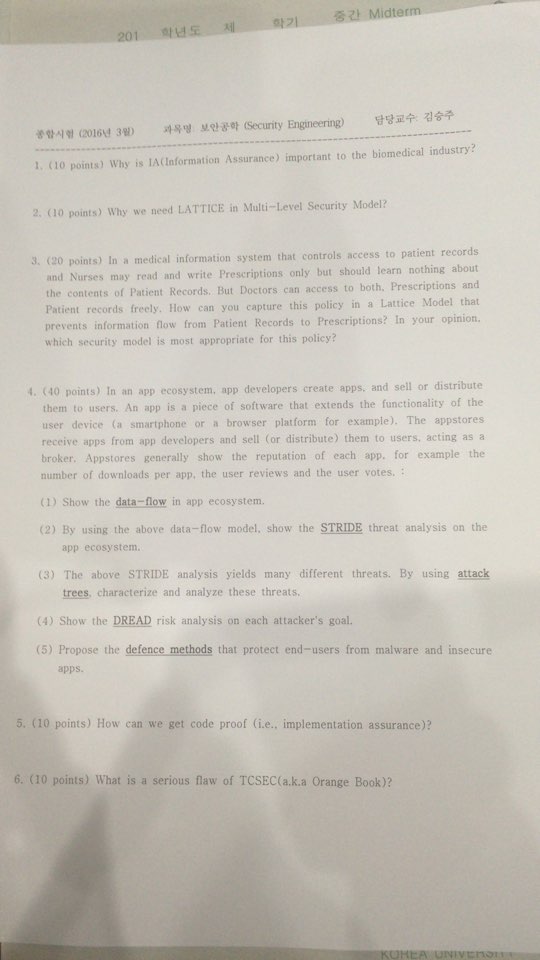 201 학년도 제 학기 중간 Midterm
종합시험 (2016년 3월) 과목명: 보안공학 (Security Engineering) 담당교수: 김승주
1. (10 points) Why is IA(Information Assurance) important to the biomedical industry?
2. (10 points) Why we need LATTICE in Multi-Level Security Model?
3. (20 points) In a medical information system that controls access to patient records
and Nurses may read and write Prescriptions only but should learn nothing about
the contents of Patient Records. But Doctors can access to both, Prescriptions and
Patient records freely. How can you capture this policy in a Lattice Model that
prevents information flow from Patient Records to Prescriptions? In your opinion,
which security model is most appropriate for this policy?
4. (40 points) In an app ecosystem, app developers create apps, and sell or distribute
them to users. An app is a piece of software that extends the functionality of the
user device (a smartphone or a browser platform for example). The appstores
receive apps from app developers and sell (or distribute) them to users, acting as a
broker. Appstores generally show the reputation of each app, for example the
number of downloads per app, the user reviews and the user votes. :
(1) Show the data-flow in app ecosystem.
(2) By using the above data-flow model, show the STRIDE threat analysis on the
app ecosystem.
(3) The above STRIDE analysis yields many different threats. By using attack
trees, characterize and analyze these threats.
(4) Show the DREAD risk analysis on each attacker's goal.
(5) Propose the defence methods that protect end-users from malware and insecure
apps.
5. (10 points) How can we get code proof (i.e., implementation assurance)?
6. (10 points) What is a serious flaw of TCSEC(a.k.a Orange Book)?
KOREA UNIVERSITY